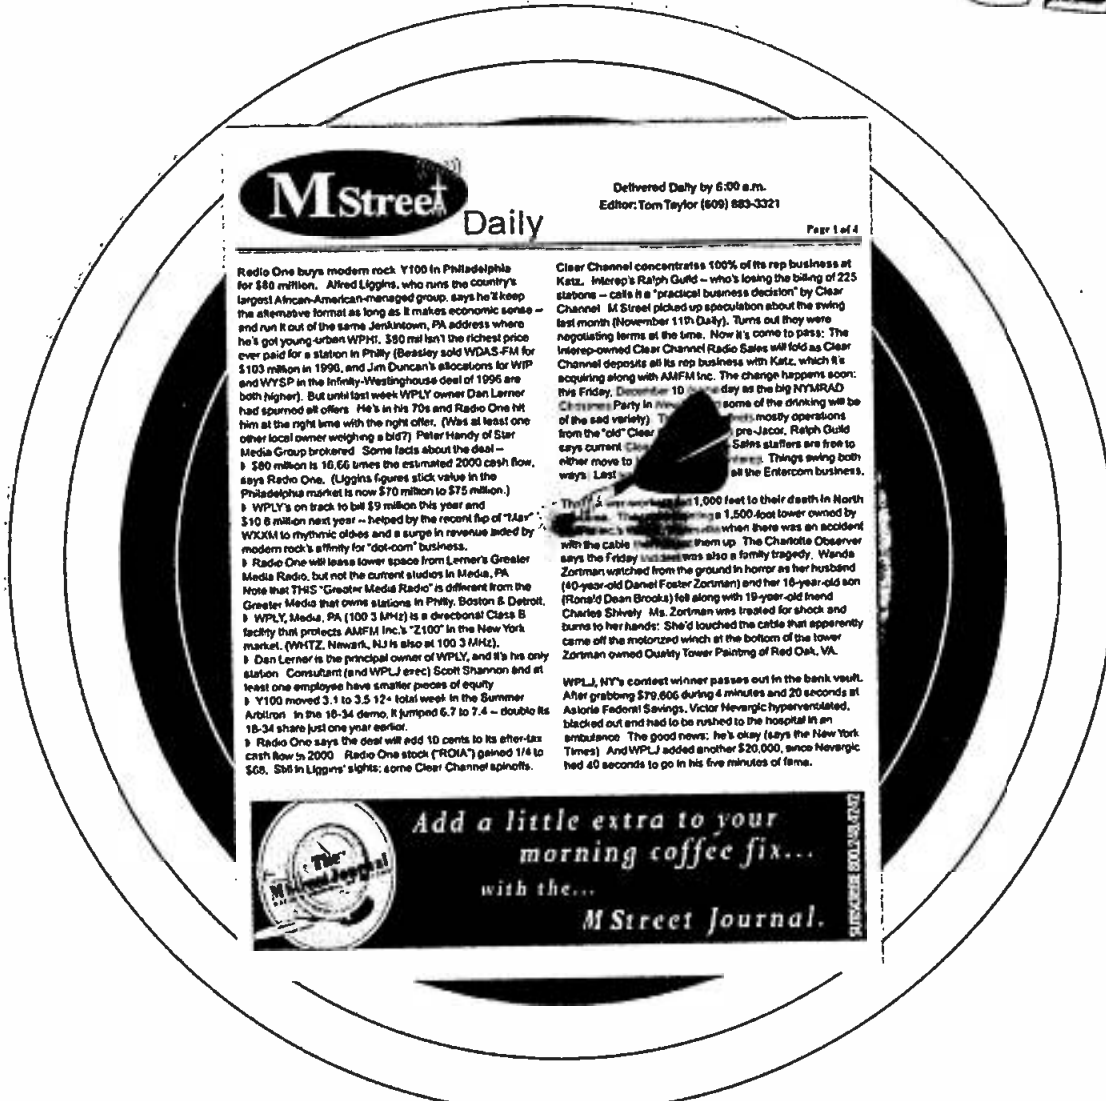 M Street
Daily
Delivered Daily by 6:00 a.m.
Editor: Tom Taylor (609) 883-3321
Page 1 of 4
Radio One buys modern rock Y100 in Philadelphia
for $80 million. Alfred Liggins, who runs the country's
largest African-American-managed group, says he'll keep
the alternative format as long as it makes economic sense –
and run it out of the same Jenkintown, PA address where
he's got young-urban WPHI. $80 mil isn't the richest price
ever paid for a station in Philly (Beasley sold WDAS-FM for
$103 million in 1996, and Jim Duncan's allocations for WIP
and WYSP in the Infinity-Westinghouse deal of 1996 are
both higher). But until last week WPLY owner Dan Lerner
had spurned all offers He's in his 70s and Radio One hit
him at the right time with the right offer. (Was at least one
other local owner weighing a bid?) Peter Handy of Star
Media Group brokered Some facts about the deal –
$80 million is 16.66 times the estimated 2000 cash flow,
says Radio One. (Liggins figures stick value in the
Philadelphia market is now $70 million to $75 million.)
WPLY's on track to bill $9 million this year and
$10 8 million next year – helped by the recent flip of "Max"
WXXM to rhythmic oldies and a surge in revenue aided by
modern rock's affinity for "dot-com" business.
Radio One will lease tower space from Lerner's Greater
Media Radio, but not the current studios in Media, PA
Note that THIS "Greater Media Radio" is different from the
Greater Media that owns stations in Philly, Boston & Detroit.
WPLY, Media, PA (100 3 MHz) is a directional Class B
facility that protects AMFM Inc.'s "Z100" in the New York
market. (WHTZ, Newark, NJ is also at 100 3 MHz).
Dan Lerner is the principal owner of WPLY, and it's his only
station Consultant (and WPLJ exec) Scott Shannon and at
least one employee have smaller pieces of equity
Y100 moved 3.1 to 3.5 12+ total week in the Summer
Arbitron In the 18-34 demo, it jumped 6.7 to 7.4 – double its
18-34 share just one year earlier.
Radio One says the deal will add 10 cents to its after-tax
cash flow in 2000 Radio One stock ("ROIA") gained 1/4 to
$68. Still in Liggins' sights: some Clear Channel spinoffs.
Clear Channel concentrates 100% of its rep business at
Katz. Interep's Ralph Guild – who's losing the billing of 225
stations – calls it a "practical business decision" by Clear
Channel M Street picked up speculation about the swing
last month (November 11th Daily). Turns out they were
negotiating terms at the time. Now it's come to pass: The
Interep-owned Clear Channel Radio Sales will fold as Clear
Channel deposits all its rep business with Katz, which it's
acquiring along with AMFM Inc. The change happens soon:
this Friday, December 10 day as the big NYMRAD
Christmas Party in some of the drinking will be
of the sad variety) mostly operations
from the "old" Clear pre-Jacor. Ralph Guild
says current Sales staffers are free to
either move to Things swing both
ways Last all the Entercom business.
1,000 feet to their death in North
a 1,500-foot tower owned by
when there was an accident
with the cable them up The Charlotte Observer
says the Friday was also a family tragedy. Wanda
Zortman watched from the ground in horror as her husband
(40-year-old Daniel Foster Zortman) and her 16-year-old son
(Ronald Dean Brooks) fell along with 19-year-old friend
Charles Shively Ms. Zortman was treated for shock and
burns to her hands: She'd touched the cable that apparently
came off the motorized winch at the bottom of the tower
Zortman owned Quality Tower Painting of Red Oak, VA.
WPLJ, NY's contest winner passes out in the bank vault.
After grabbing $79,606 during 4 minutes and 20 seconds at
Astoria Federal Savings, Victor Nevargic hyperventilated,
blacked out and had to be rushed to the hospital in an
ambulance The good news: he's okay (says the New York
Times) And WPLJ added another $20,000, since Nevargic
had 40 seconds to go in his five minutes of fame.
The
M Street Journal
Add a little extra to your
morning coffee fix...
with the...
M Street Journal.
SUBSCRIBE 800.248.4242